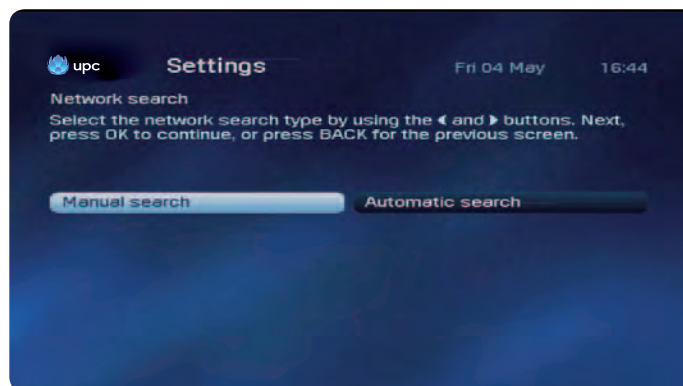 upc Settings Fri 04 May 16:44
Network search
Select the network search type by using the ◀ and ▶ buttons. Next,
press OK to continue, or press BACK for the previous screen.
Manual search Automatic search